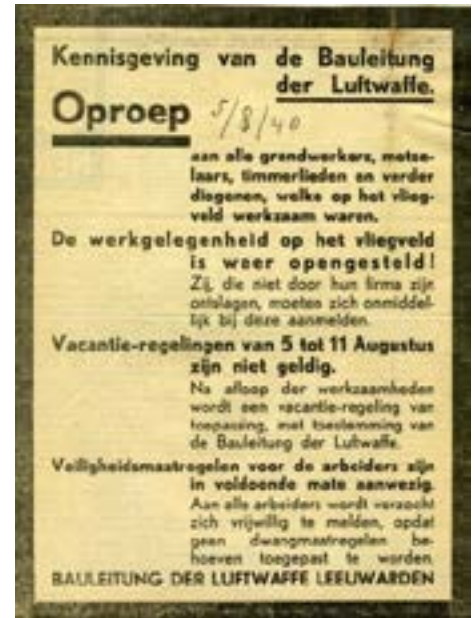 Kennisgeving van de Bauleitung
der Luftwaffe.
Oproep 5/8/40
aan alle grondwerkers, metse-
laars, timmerlieden en verder
diegenen, welke op het vlieg-
veld werkzaam waren.
De werkgelegenheid op het vliegveld
is weer opengesteld!
Zij, die niet door hun firma zijn
ontslagen, moeten zich onmiddel-
lijk bij deze aanmelden.
Vacantie-regelingen van 5 tot 11 Augustus
zijn niet geldig.
Na afloop der werkzaamheden
wordt een vacantie-regeling van
toepassing, met toestemming van
de Bauleitung der Luftwaffe.
Veiligheidsmaatregelen voor de arbeiders zijn
in voldoende mate aanwezig.
Aan alle arbeiders wordt verzocht
zich vrijwillig te melden, opdat
geen dwangmaatregelen be-
hoeven toegepast te worden.
BAULEITUNG DER LUFTWAFFE LEEUWARDEN